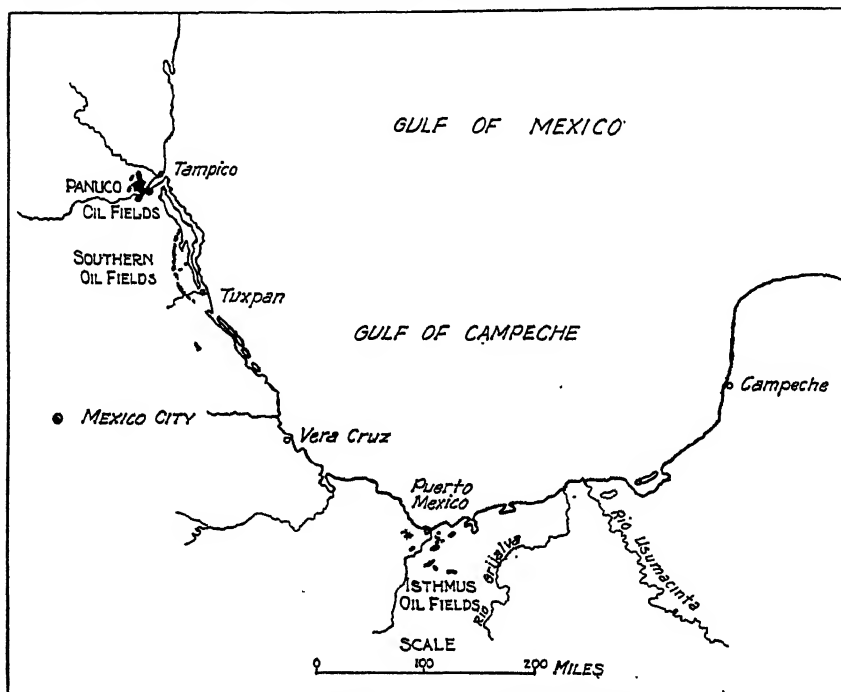 GULF OF MEXICO
Tampico
PANUCO
OIL FIELDS
SOUTHERN
OIL FIELDS
Tuxpan
GULF OF CAMPECHE
Campeche
MEXICO CITY
Vera Cruz
Puerto
Mexico
Rio Grijalva
Rio Usumacinta
ISTHMUS
OIL FIELDS
SCALE
0 100 200 MILES